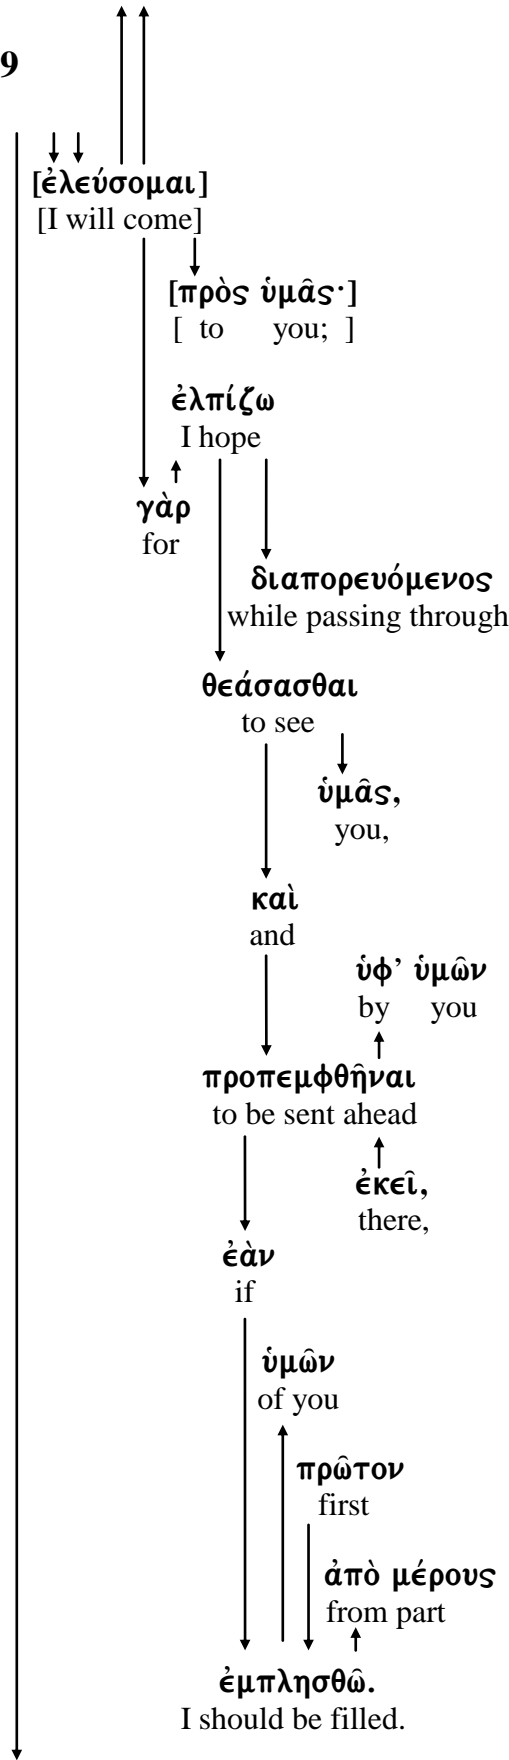 9
[ἐλεύσομαι]
[I will come]
[πρὸς ὑμᾶς·]
[ to you; ]
ἐλπίζω
I hope
γὰρ
for
διαπορευόμενος
while passing through
θεάσασθαι
to see
ὑμᾶς,
you,
καὶ
and
ὑφ’ ὑμῶν
by you
προπεμφθῆναι
to be sent ahead
ἐκεῖ,
there,
ἐὰν
if
ὑμῶν
of you
πρῶτον
first
ἀπὸ μέρους
from part
ἐμπλησθῶ.
I should be filled.